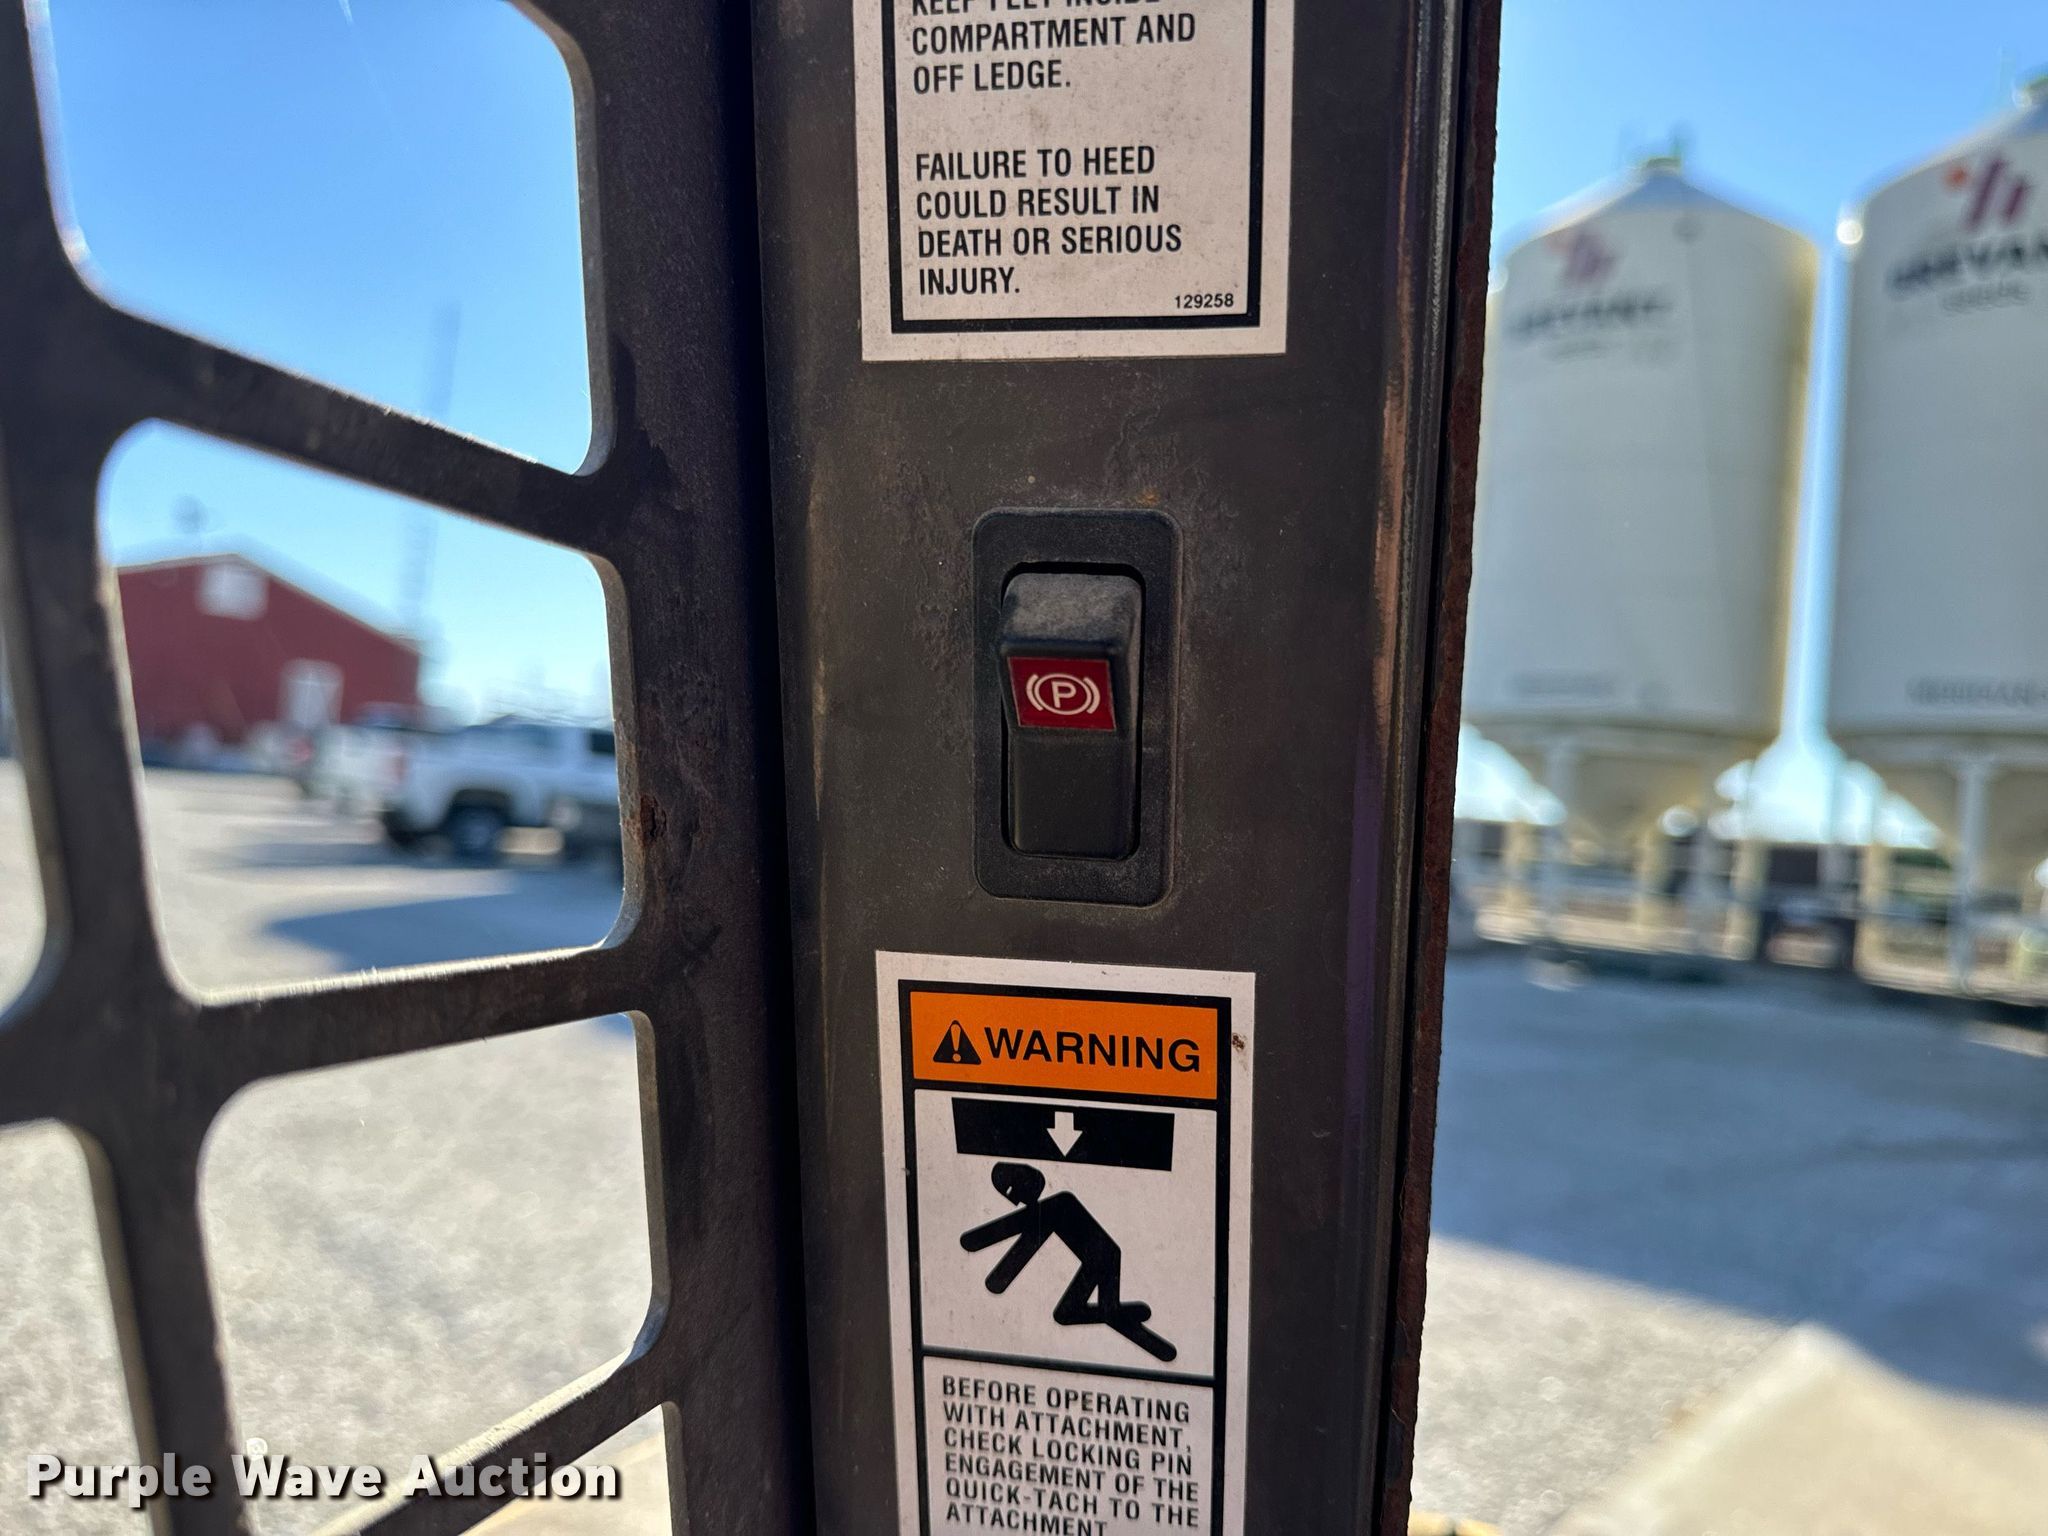 COMPARTMENT AND
OFF LEDGE.
FAILURE TO HEED
COULD RESULT IN
DEATH OR SERIOUS
INJURY.
129258
P
WARNING
BEFORE OPERATING
WITH ATTACHMENT,
CHECK LOCKING PIN
ENGAGEMENT OF THE
QUICK-TACH TO THE
ATTACHMENT
Purple Wave Auction